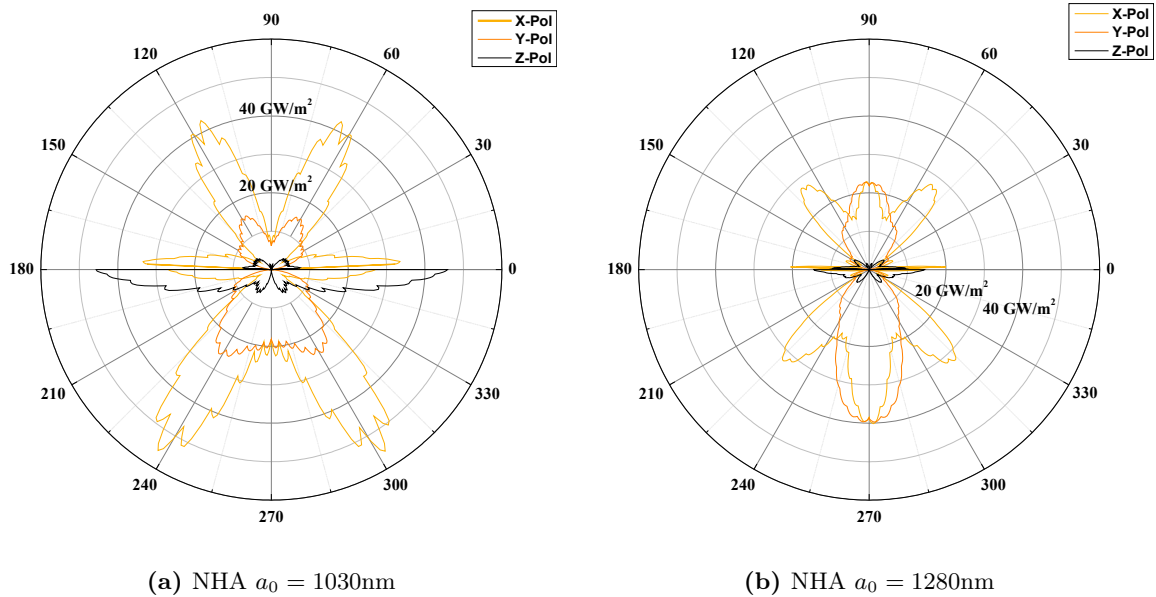 X-Pol
Y-Pol
Z-Pol
90
120
60
40 GW/m²
150
30
20 GW/m²
180
0
210
330
240
300
270
(a) NHA a₀ = 1030nm
X-Pol
Y-Pol
Z-Pol
90
120
60
150
30
180
0
20 GW/m²
40 GW/m²
210
330
240
300
270
(b) NHA a₀ = 1280nm